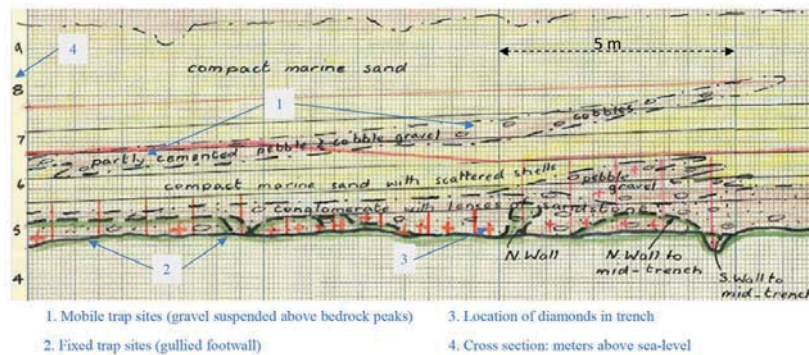 9
4
5 m
compact marine sand
8
1
cobbles
7
partly cemented pebble & cobble gravel
6
compact marine sand with scattered shells
pebble
gravel
conglomerate with lenses of sandstone
5
N. Wall
N. Wall to
mid-trench
S. Wall to
mid-trench
2
3
4
1. Mobile trap sites (gravel suspended above bedrock peaks)
3. Location of diamonds in trench
2. Fixed trap sites (gullied footwall)
4. Cross section: meters above sea-level